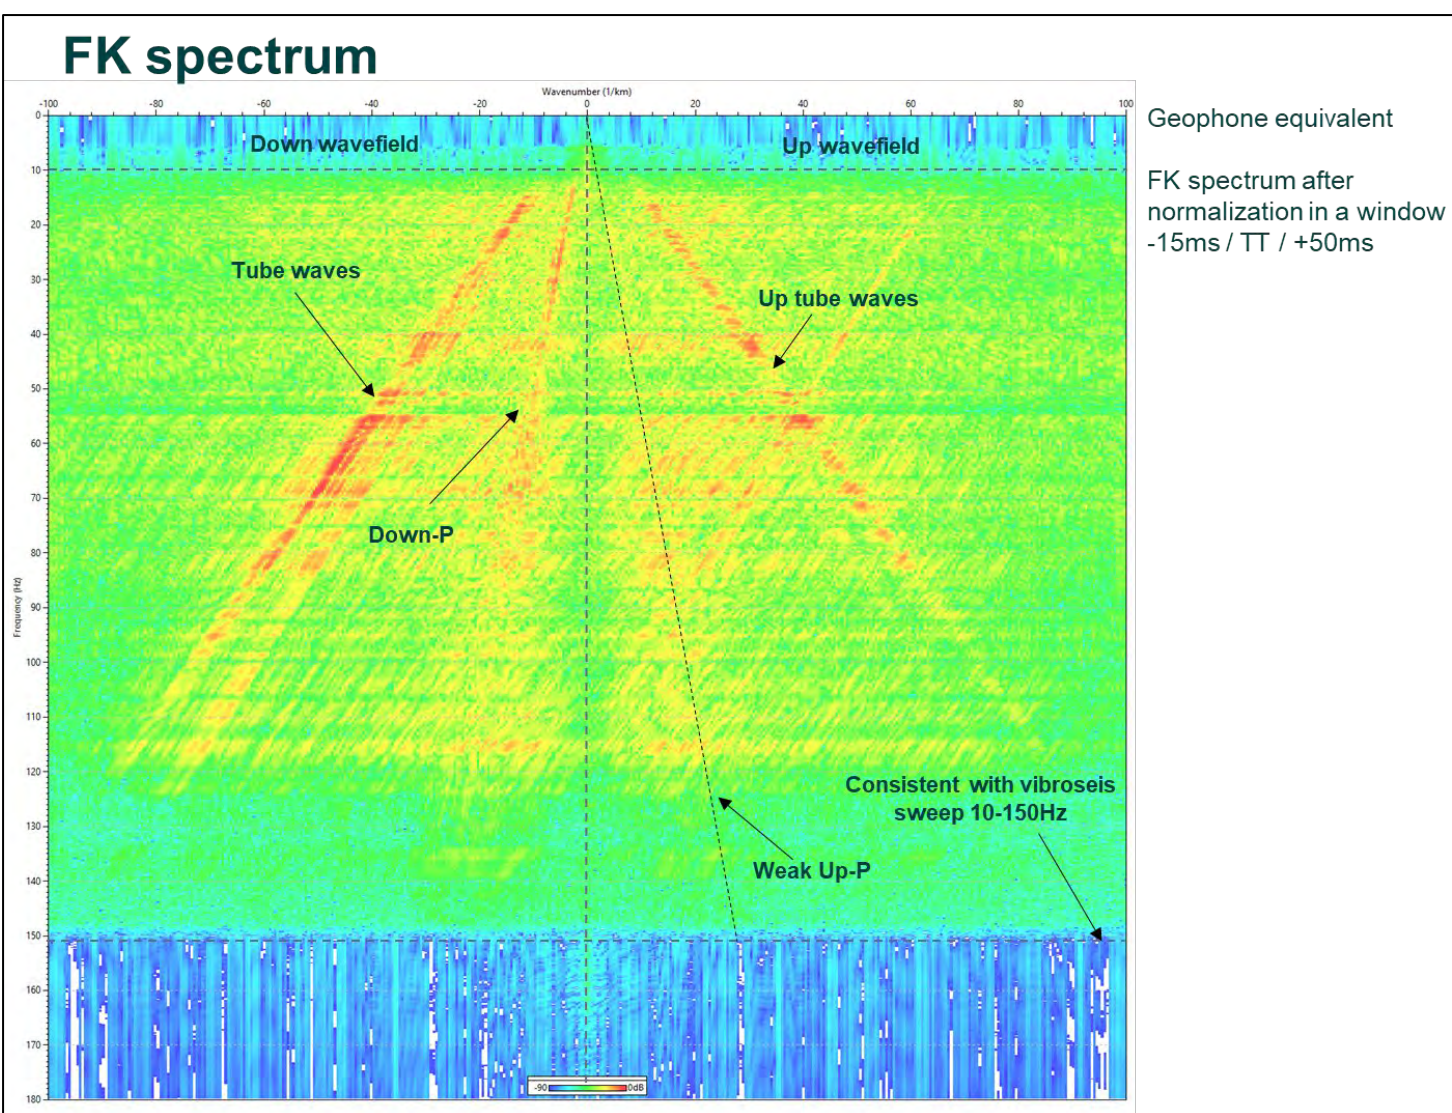 FK spectrum
Wavenumber (1/km)
-100 -80 -60 -40 -20 0 20 40 60 80 100
Geophone equivalent
FK spectrum after
normalization in a window
-15ms / TT / +50ms
Down wavefield
Up wavefield
Tube waves
Up tube waves
Down-P
Consistent with vibroseis
sweep 10-150Hz
Weak Up-P
Frequency (Hz)
0
10
20
30
40
50
60
70
80
90
100
110
120
130
140
150
160
170
180
-90 0dB